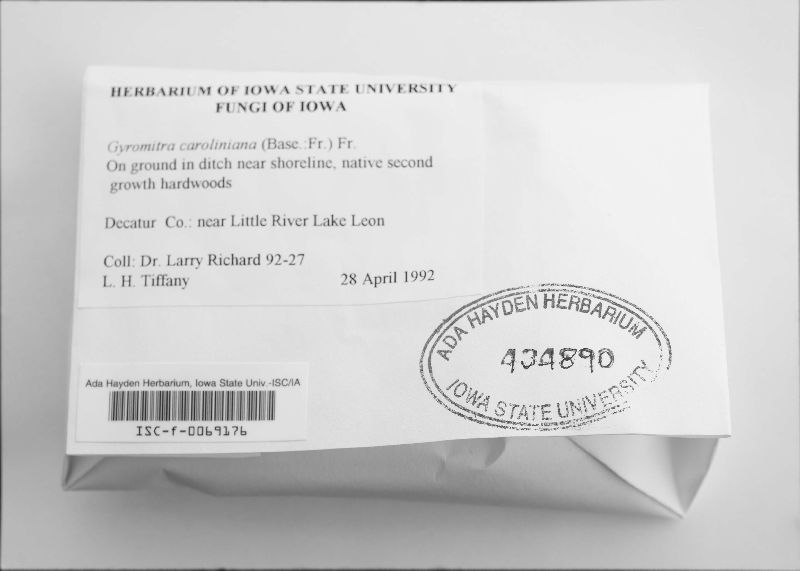 HERBARIUM OF IOWA STATE UNIVERSITY
FUNGI OF IOWA
Gyromitra caroliniana (Base.:Fr.) Fr.
On ground in ditch near shoreline, native second
growth hardwoods
Decatur Co.: near Little River Lake Leon
Coll: Dr. Larry Richard 92-27
L. H. Tiffany 28 April 1992
ADA HAYDEN HERBARIUM
434890
IOWA STATE UNIVERSITY
Ada Hayden Herbarium, Iowa State Univ.-ISC/IA
ISC-f-0069176